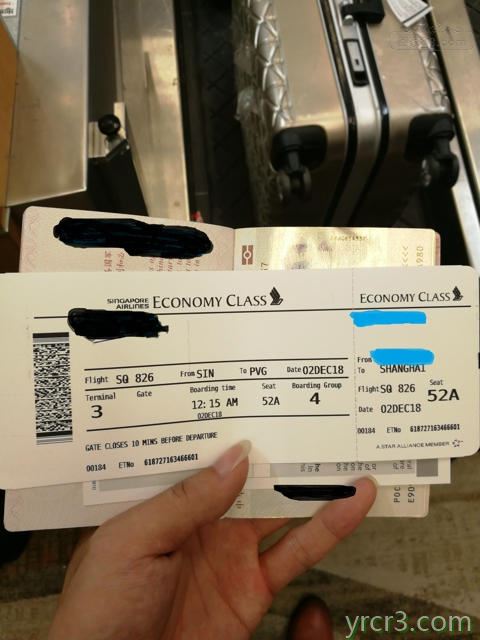 SINGAPORE AIRLINES ECONOMY CLASS
Flight SQ 826 From SIN To PVG Date 02DEC18
Terminal 3 Gate Boarding time 12:15 AM 02DEC18 Seat 52A Boarding Group 4
GATE CLOSES 10 MINS BEFORE DEPARTURE
00184 ETNo 618727163466601
ECONOMY CLASS
From
To SHANGHAI
Flight SQ 826 Seat 52A
Date 02DEC18
00184 ETNo 618727163466601
A STAR ALLIANCE MEMBER
yrcr3.com